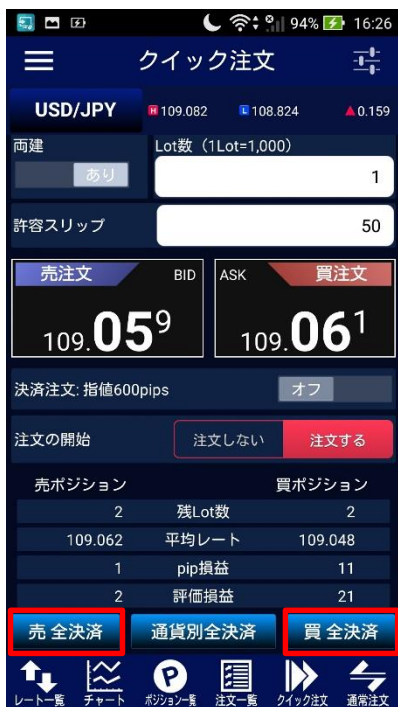 94% 16:26
クイック注文
USD/JPY H 109.082 L 108.824 ▲0.159
両建 Lot数（1Lot=1,000）
あり 1
許容スリップ 50
売注文 BID ASK 買注文
109.059 109.061
決済注文: 指値600pips オフ
注文の開始 注文しない 注文する
売ポジション 買ポジション
2 残Lot数 2
109.062 平均レート 109.048
1 pip損益 11
2 評価損益 21
売 全決済 通貨別全決済 買 全決済
P
レート一覧 チャート ポジション一覧 注文一覧 クイック注文 通常注文